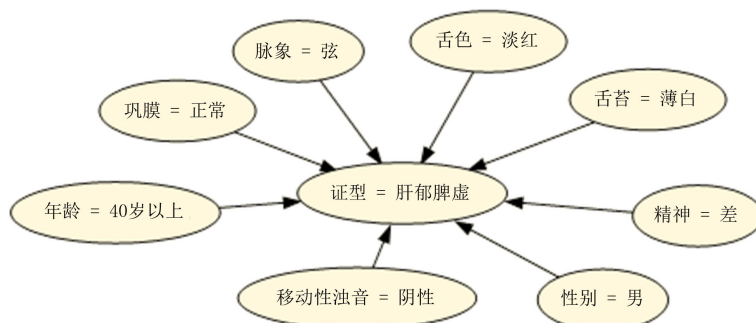 脉象 = 弦
舌色 = 淡红
巩膜 = 正常
舌苔 = 薄白
证型 = 肝郁脾虚
年龄 = 40岁以上
精神 = 差
移动性浊音 = 阴性
性别 = 男